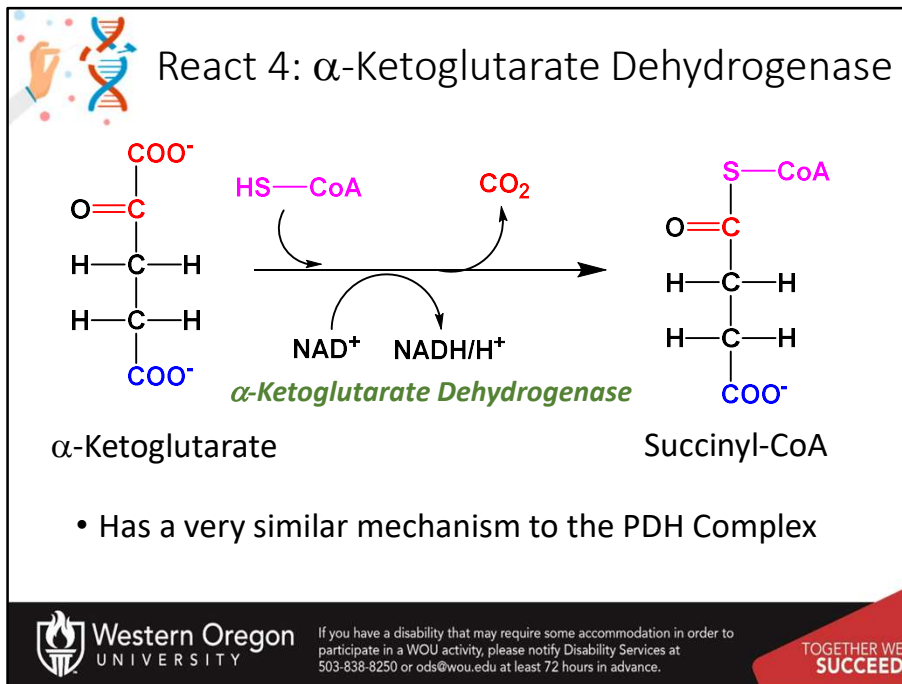 React 4: α-Ketoglutarate Dehydrogenase
COO⁻
O=C
H—C—H
H—C—H
COO⁻
HS—CoA
CO₂
NAD⁺ NADH/H⁺
α-Ketoglutarate Dehydrogenase
S—CoA
O=C
H—C—H
H—C—H
COO⁻
α-Ketoglutarate
Succinyl-CoA
• Has a very similar mechanism to the PDH Complex
Western Oregon
UNIVERSITY
If you have a disability that may require some accommodation in order to
participate in a WOU activity, please notify Disability Services at
503-838-8250 or ods@wou.edu at least 72 hours in advance.
TOGETHER WE
SUCCEED